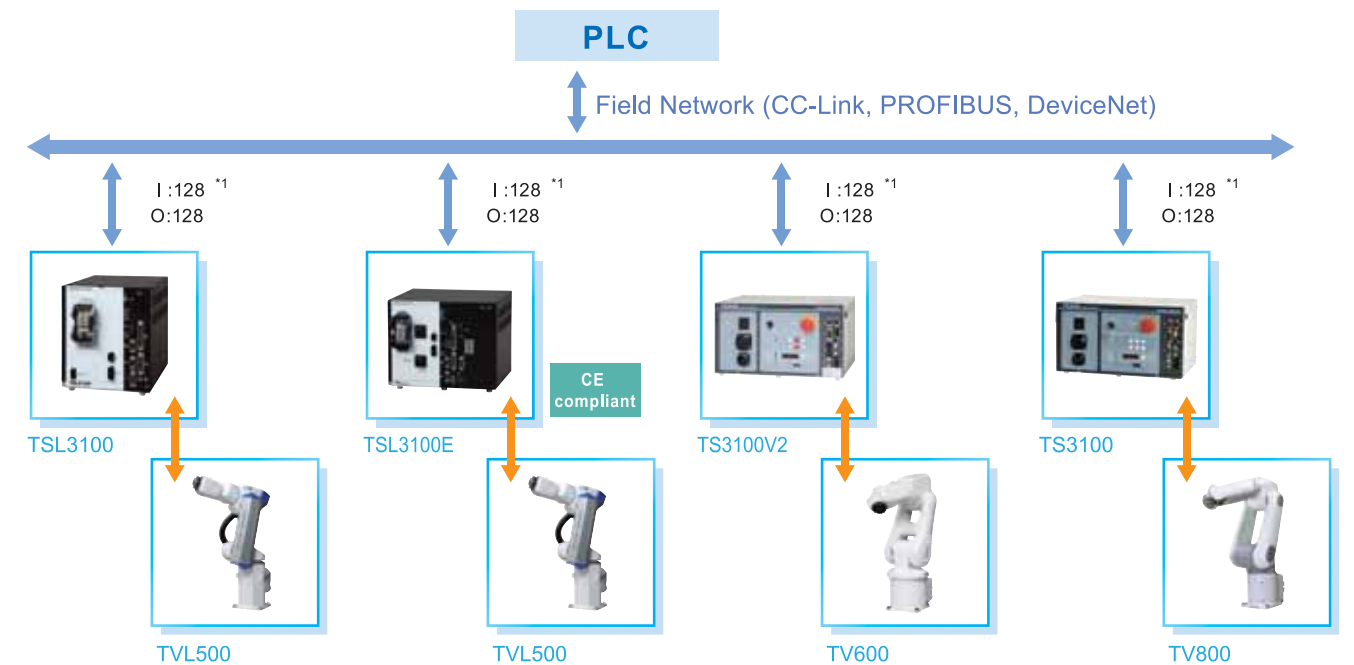 PLC
Field Network (CC-Link, PROFIBUS, DeviceNet)
I :128 *1
O:128
I :128 *1
O:128
I :128 *1
O:128
I :128 *1
O:128
CE
compliant
TSL3100
TSL3100E
TS3100V2
TS3100
TVL500
TVL500
TV600
TV800